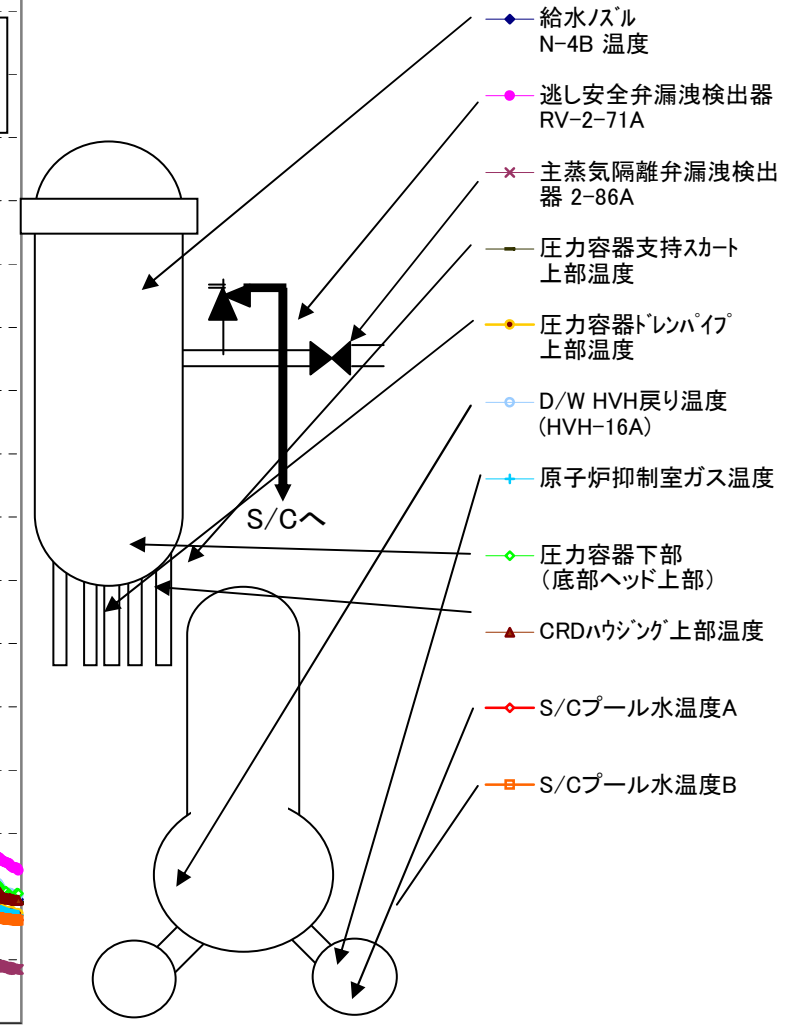 給水ノズル
N-4B 温度
逃し安全弁漏洩検出器
RV-2-71A
主蒸気隔離弁漏洩検出
器 2-86A
圧力容器支持スカート
上部温度
圧力容器ドレンパイプ
上部温度
D/W HVH戻り温度
(HVH-16A)
原子炉抑制室ガス温度
S/Cへ
圧力容器下部
（底部ヘッド上部）
CRDハウジング上部温度
S/Cプール水温度A
S/Cプール水温度B